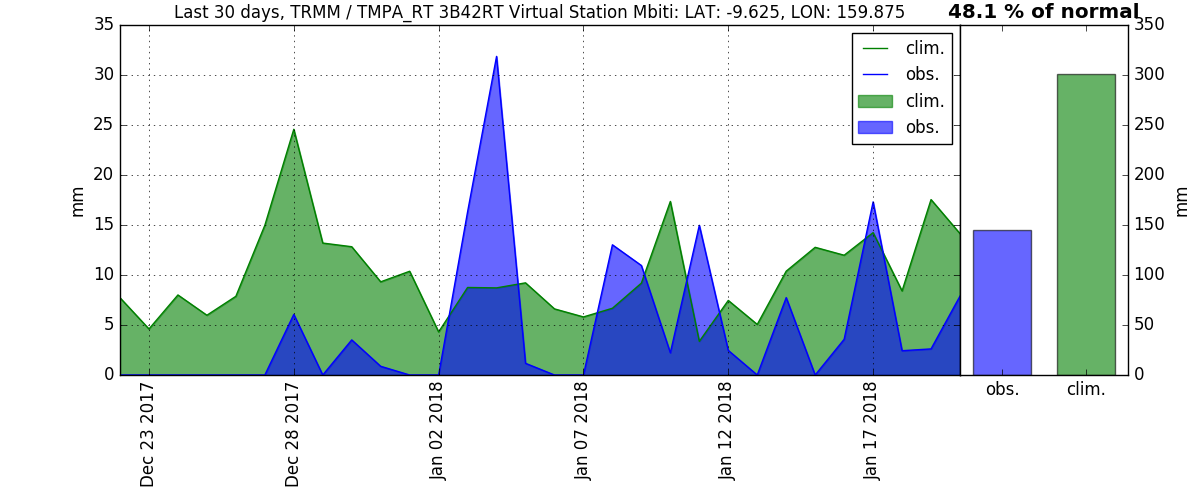 Last 30 days, TRMM / TMPA_RT 3B42RT Virtual Station Mbiti: LAT: -9.625, LON: 159.875
48.1 % of normal
35
30
25
20
15
10
5
0
mm
clim.
obs.
clim.
obs.
350
300
250
200
150
100
50
0
mm
Dec 23 2017
Dec 28 2017
Jan 02 2018
Jan 07 2018
Jan 12 2018
Jan 17 2018
obs.
clim.